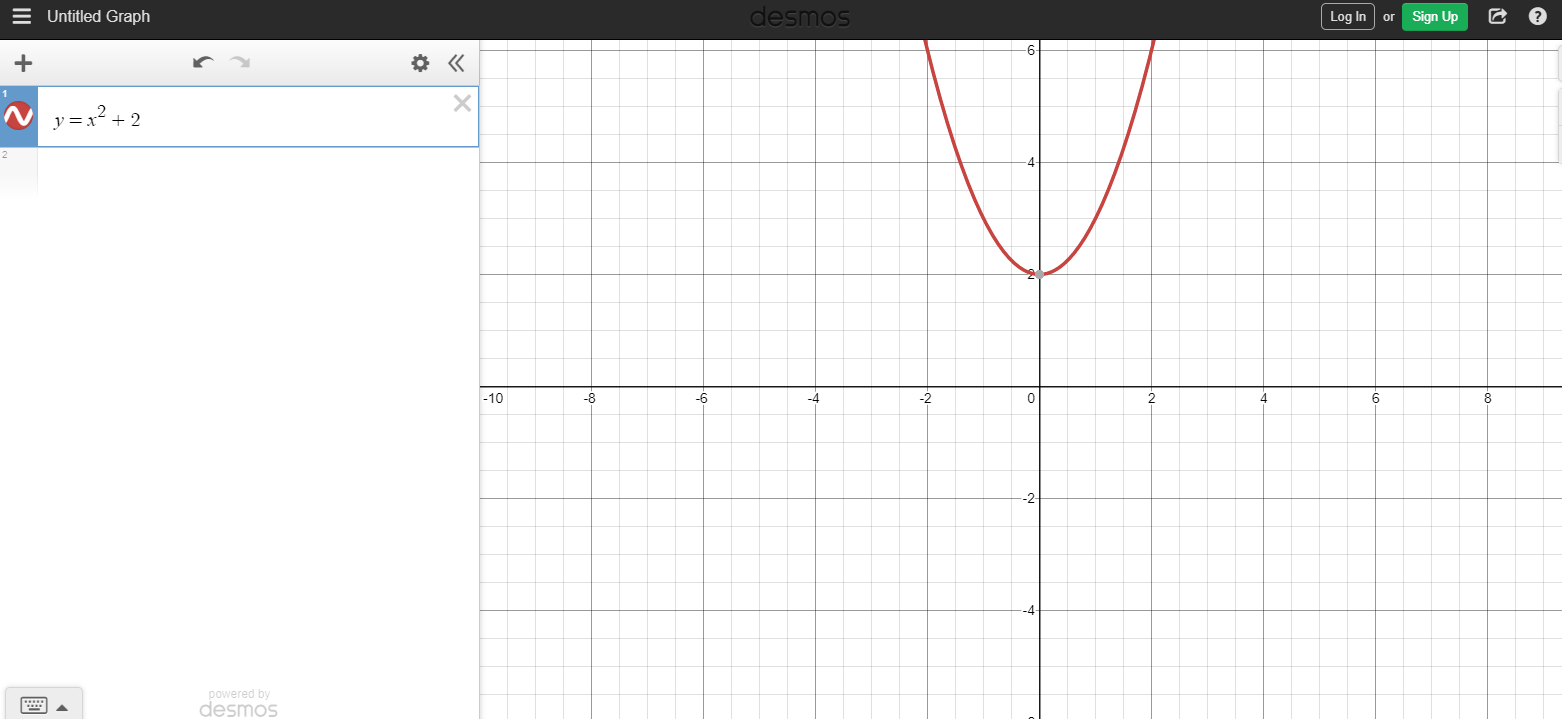 Untitled Graph
desmos
Log In or Sign Up
1
y = x² + 2
2
6
4
2
-10 -8 -6 -4 -2 0 2 4 6 8
-2
-4
powered by
desmos